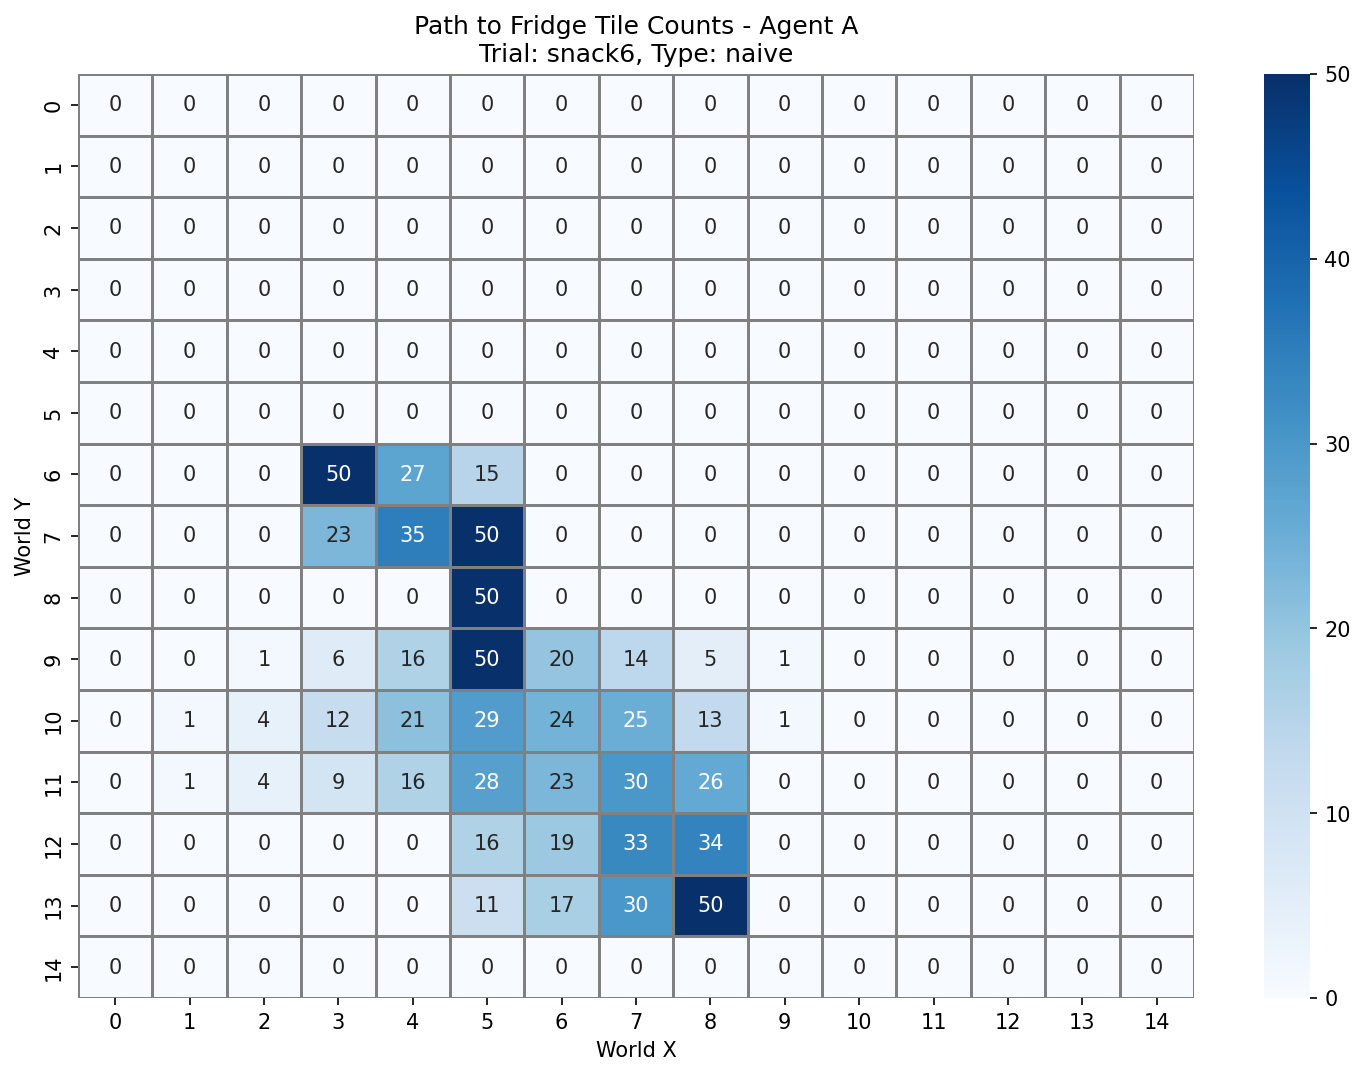 Path to Fridge Tile Counts - Agent A
Trial: snack6, Type: naive
0 0 0 0 0 0 0 0 0 0 0 0 0 0 0 0
1 0 0 0 0 0 0 0 0 0 0 0 0 0 0 0
2 0 0 0 0 0 0 0 0 0 0 0 0 0 0 0
3 0 0 0 0 0 0 0 0 0 0 0 0 0 0 0
4 0 0 0 0 0 0 0 0 0 0 0 0 0 0 0
5 0 0 0 0 0 0 0 0 0 0 0 0 0 0 0
6 0 0 0 50 27 15 0 0 0 0 0 0 0 0 0
7 0 0 0 23 35 50 0 0 0 0 0 0 0 0 0
8 0 0 0 0 0 50 0 0 0 0 0 0 0 0 0
9 0 0 1 6 16 50 20 14 5 1 0 0 0 0 0
10 0 1 4 12 21 29 24 25 13 1 0 0 0 0 0
11 0 1 4 9 16 28 23 30 26 0 0 0 0 0 0
12 0 0 0 0 0 16 19 33 34 0 0 0 0 0 0
13 0 0 0 0 0 11 17 30 50 0 0 0 0 0 0
14 0 0 0 0 0 0 0 0 0 0 0 0 0 0 0
0 1 2 3 4 5 6 7 8 9 10 11 12 13 14
World X
World Y
50
40
30
20
10
0